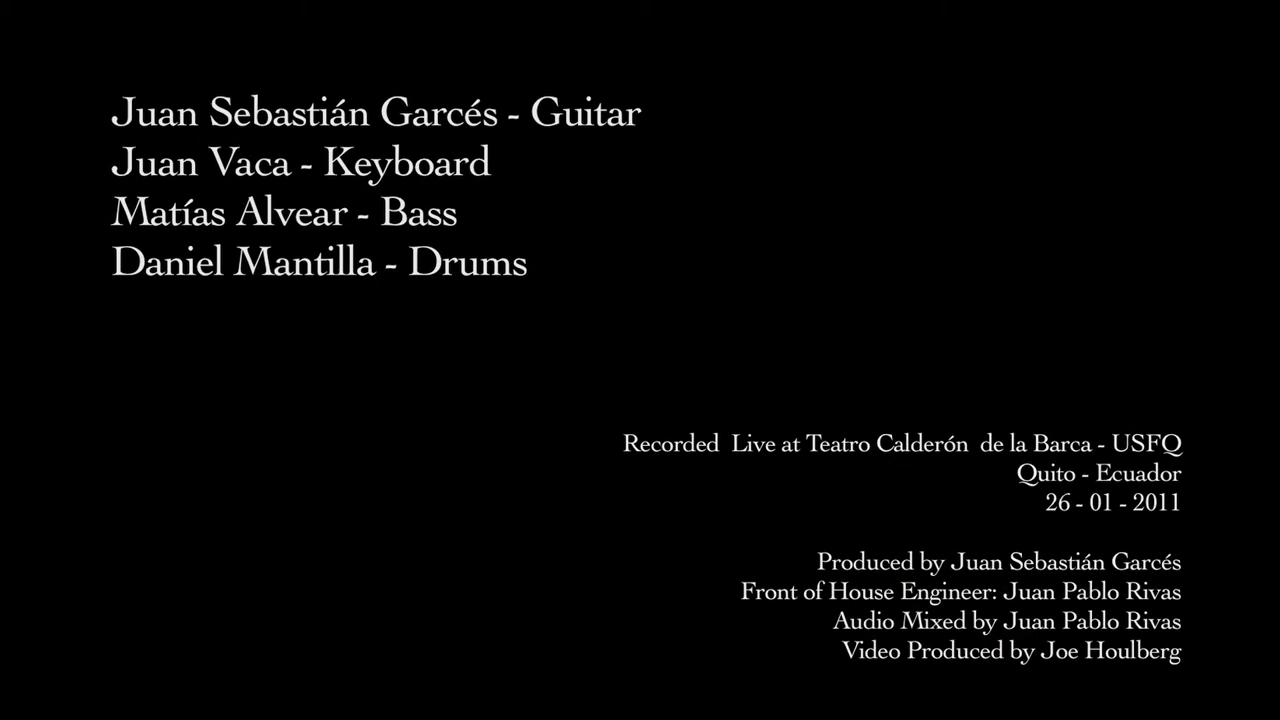 Juan Sebastián Garcés - Guitar
Juan Vaca - Keyboard
Matías Alvear - Bass
Daniel Mantilla - Drums
Recorded Live at Teatro Calderón de la Barca - USFQ
Quito - Ecuador
26 - 01 - 2011
Produced by Juan Sebastián Garcés
Front of House Engineer: Juan Pablo Rivas
Audio Mixed by Juan Pablo Rivas
Video Produced by Joe Houlberg